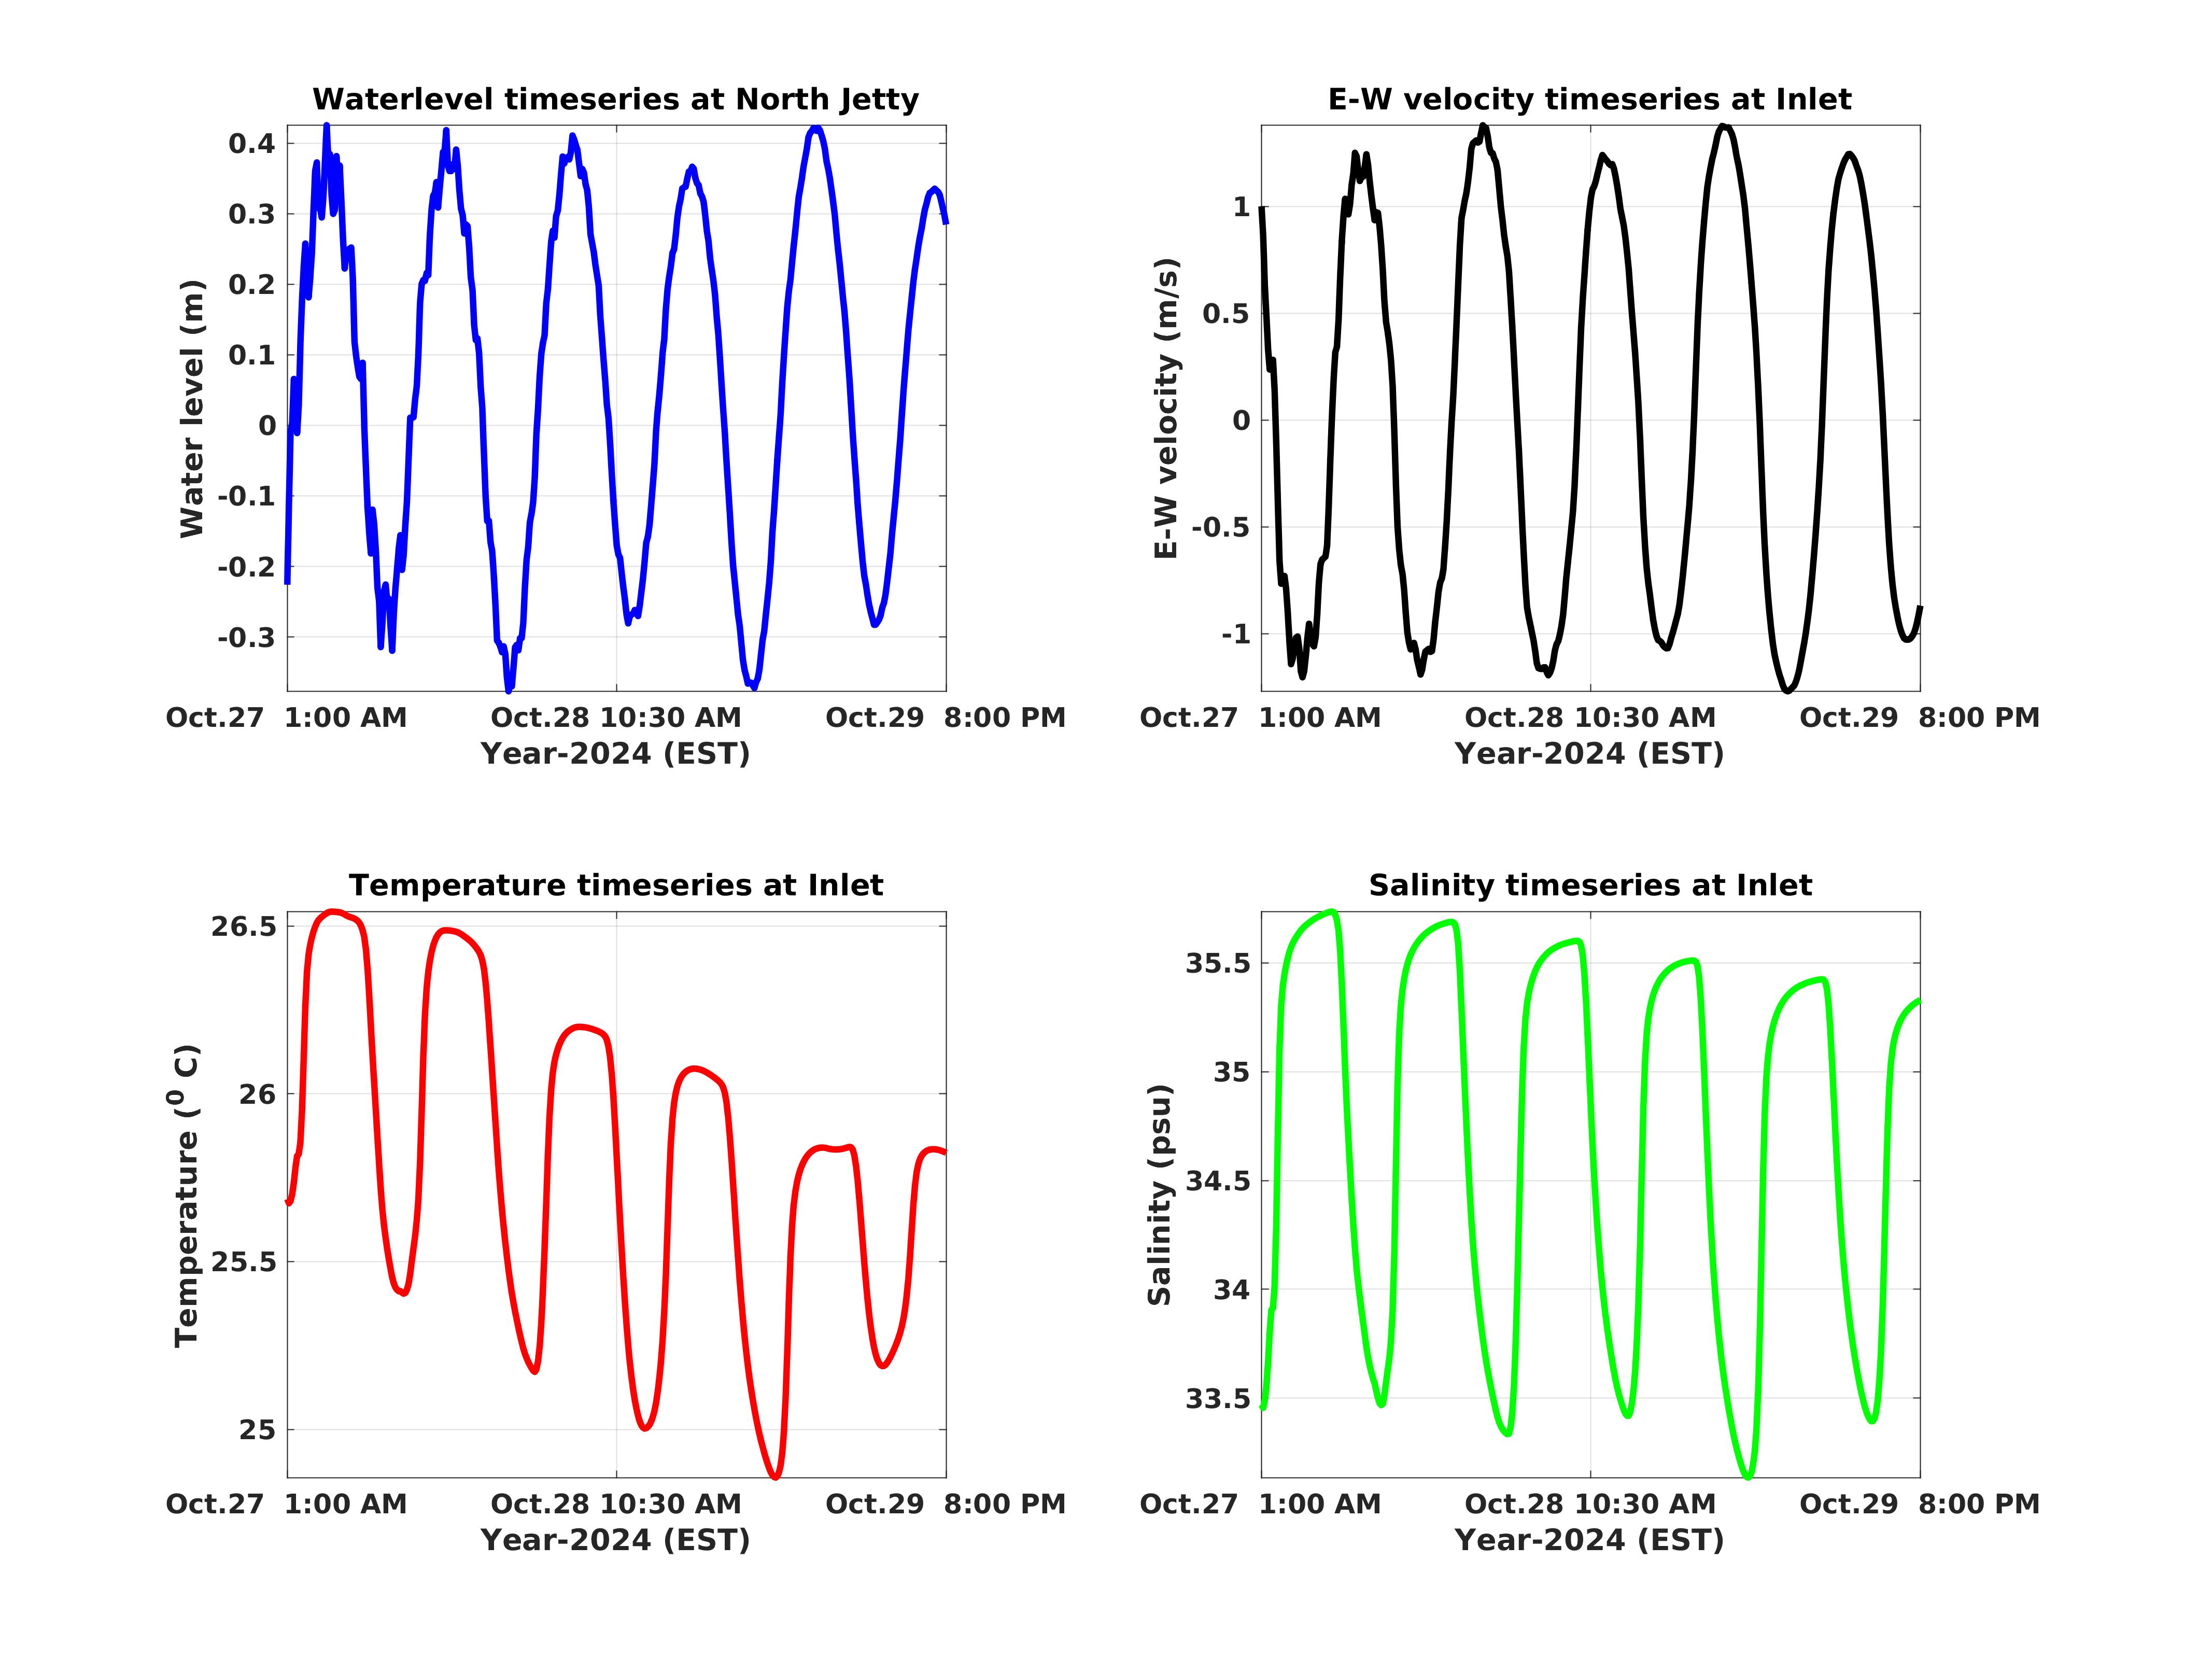 Waterlevel timeseries at North Jetty
0.4
0.3
0.2
0.1
0
-0.1
-0.2
-0.3
Water level (m)
Oct.27 1:00 AM Oct.28 10:30 AM Oct.29 8:00 PM
Year-2024 (EST)
E-W velocity timeseries at Inlet
1
0.5
0
-0.5
-1
E-W velocity (m/s)
Oct.27 1:00 AM Oct.28 10:30 AM Oct.29 8:00 PM
Year-2024 (EST)
Temperature timeseries at Inlet
26.5
26
25.5
25
Temperature (⁰ C)
Oct.27 1:00 AM Oct.28 10:30 AM Oct.29 8:00 PM
Year-2024 (EST)
Salinity timeseries at Inlet
35.5
35
34.5
34
33.5
Salinity (psu)
Oct.27 1:00 AM Oct.28 10:30 AM Oct.29 8:00 PM
Year-2024 (EST)